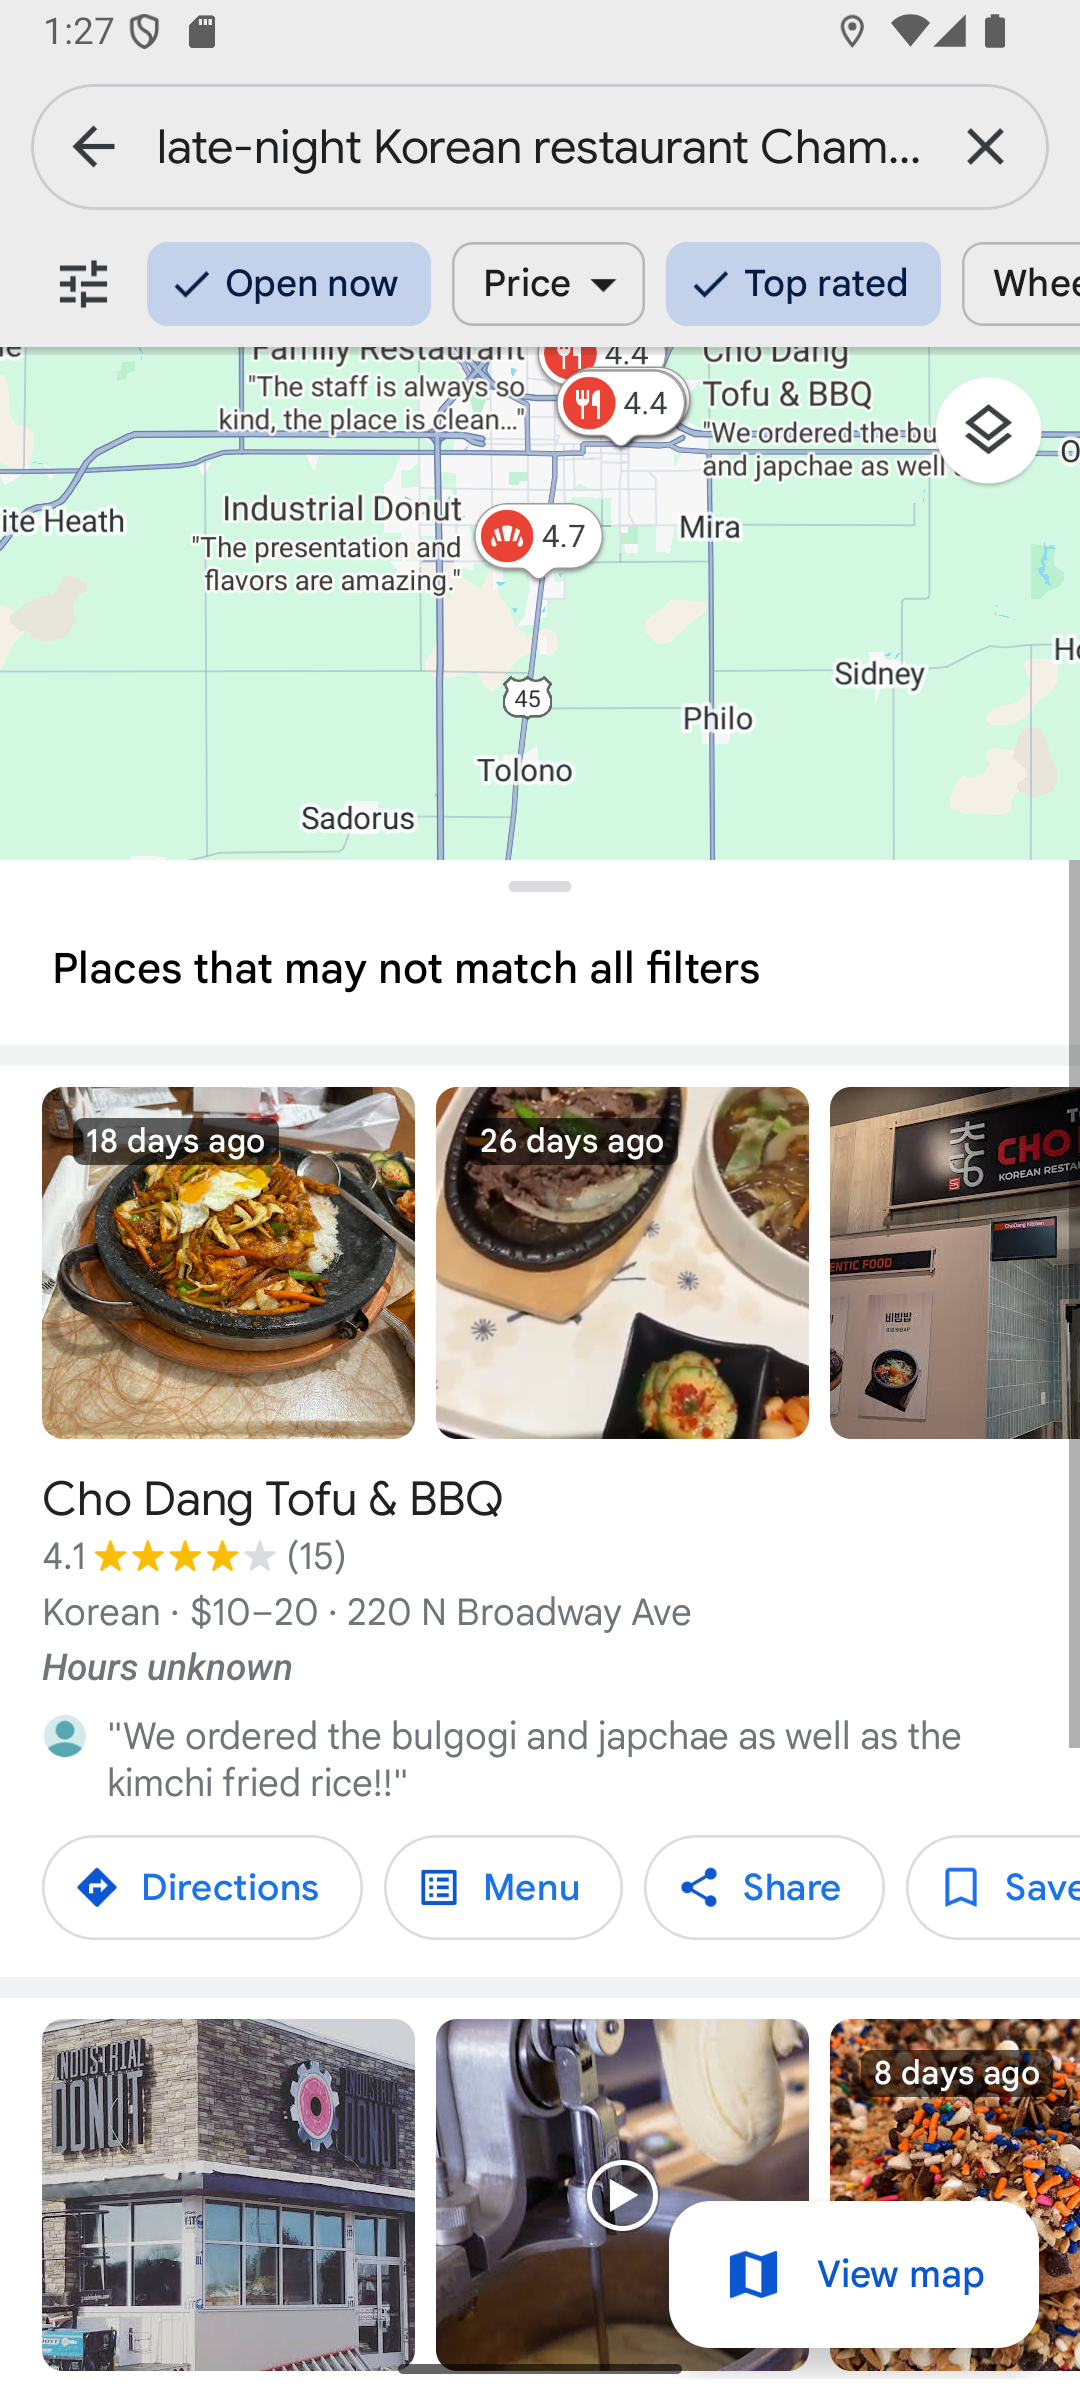 1:27
late-night Korean restaurant Cham...
Open now
Price
Top rated
Whee
Family Restaurant
"The staff is always so
kind, the place is clean..."
4.4
4.4
Cho Dang
Tofu & BBQ
"We ordered the bu
and japchae as well
ite Heath
Industrial Donut
"The presentation and
flavors are amazing."
4.7
Mira
Sidney
45
Philo
Tolono
Sadorus
Places that may not match all filters
18 days ago
26 days ago
CHO
KOREAN RESTA
ChoDang Kitchen
ENTIC FOOD
비빔밥
BIBIMBAP
Cho Dang Tofu & BBQ
4.1 (15)
Korean · $10–20 · 220 N Broadway Ave
Hours unknown
"We ordered the bulgogi and japchae as well as the
kimchi fried rice!!"
Directions
Menu
Share
Save
INDUSTRIAL
DONUT
INDUSTRIAL
DONUT
8 days ago
View map